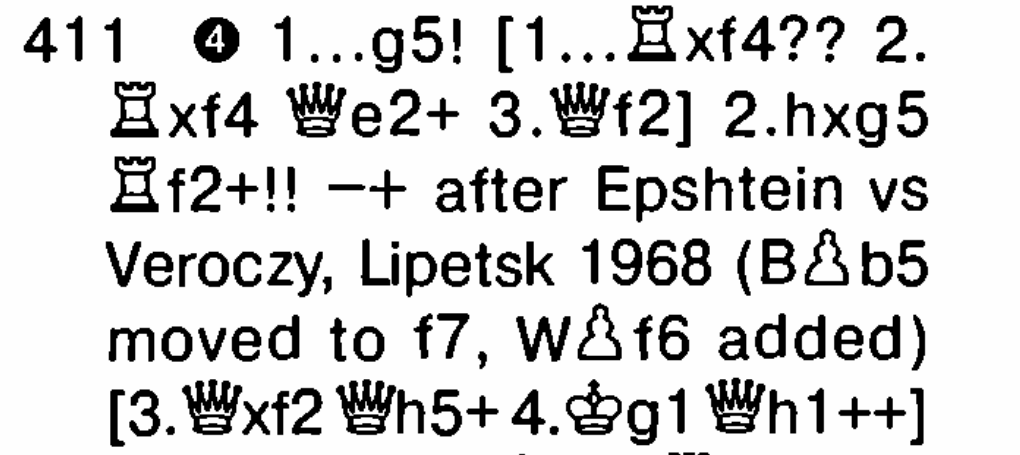 411 ❹ 1...g5! [1...♖xf4?? 2.
♖xf4 ♕e2+ 3.♕f2] 2.hxg5
♖f2+!! −+ after Epshtein vs
Veroczy, Lipetsk 1968 (B♙b5
moved to f7, W♙f6 added)
[3.♕xf2 ♕h5+ 4.♔g1 ♕h1++]